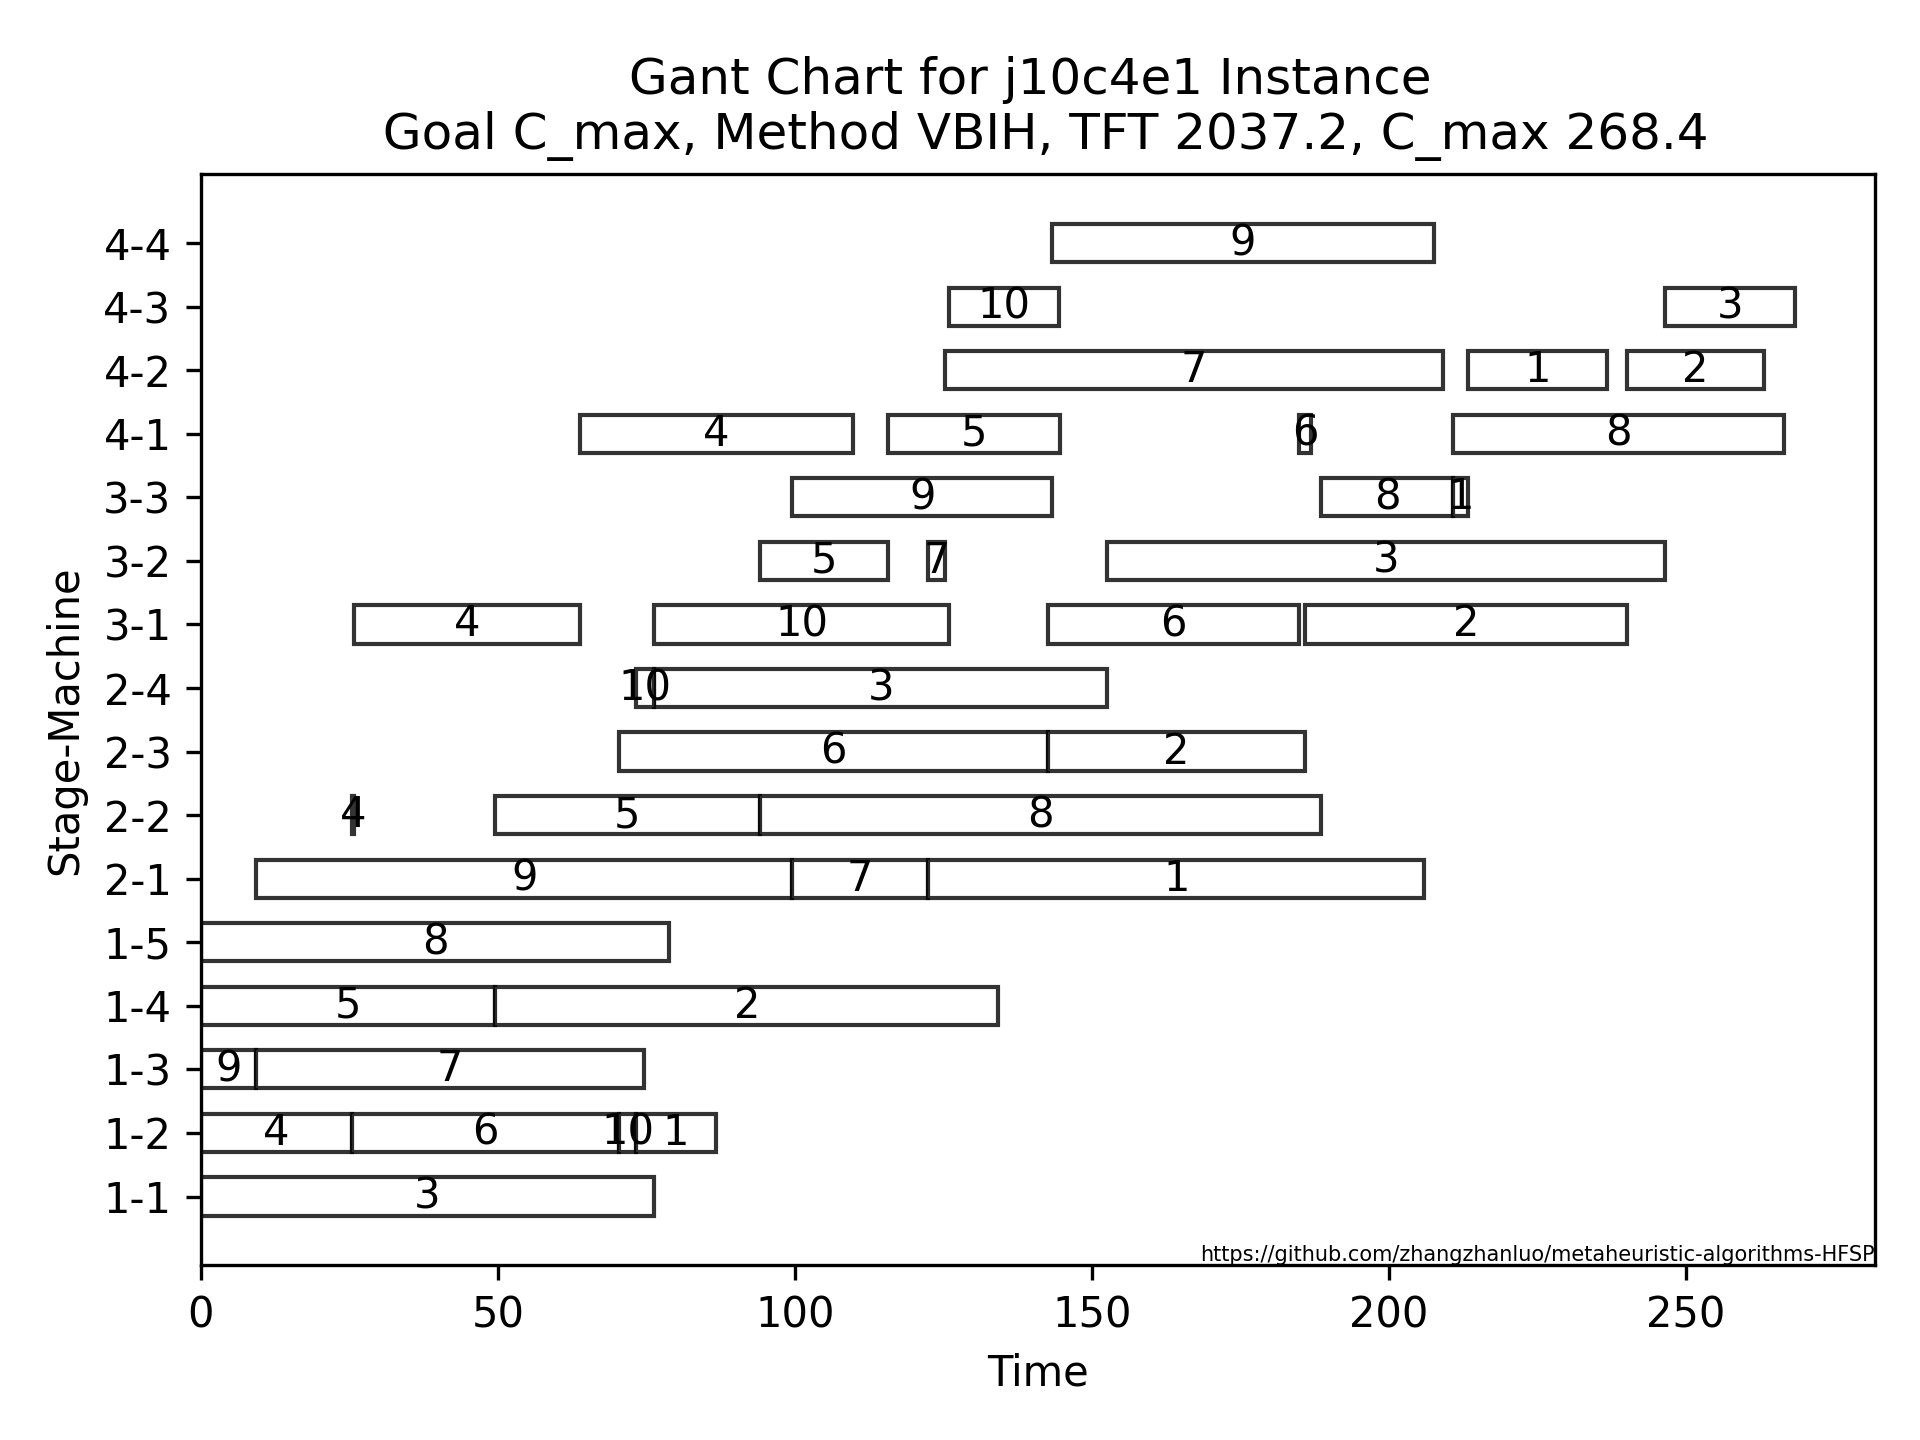 Gant Chart for j10c4e1 Instance
Goal C_max, Method VBIH, TFT 2037.2, C_max 268.4
Stage-Machine
4-4 9
4-3 10 3
4-2 7 1 2
4-1 4 5 6 8
3-3 9 8 1
3-2 5 7 3
3-1 4 10 6 2
2-4 10 3
2-3 6 2
2-2 4 5 8
2-1 9 7 1
1-5 8
1-4 5 2
1-3 9 7
1-2 4 6 10 1
1-1 3
https://github.com/zhangzhanluo/metaheuristic-algorithms-HFSP
0 50 100 150 200 250
Time